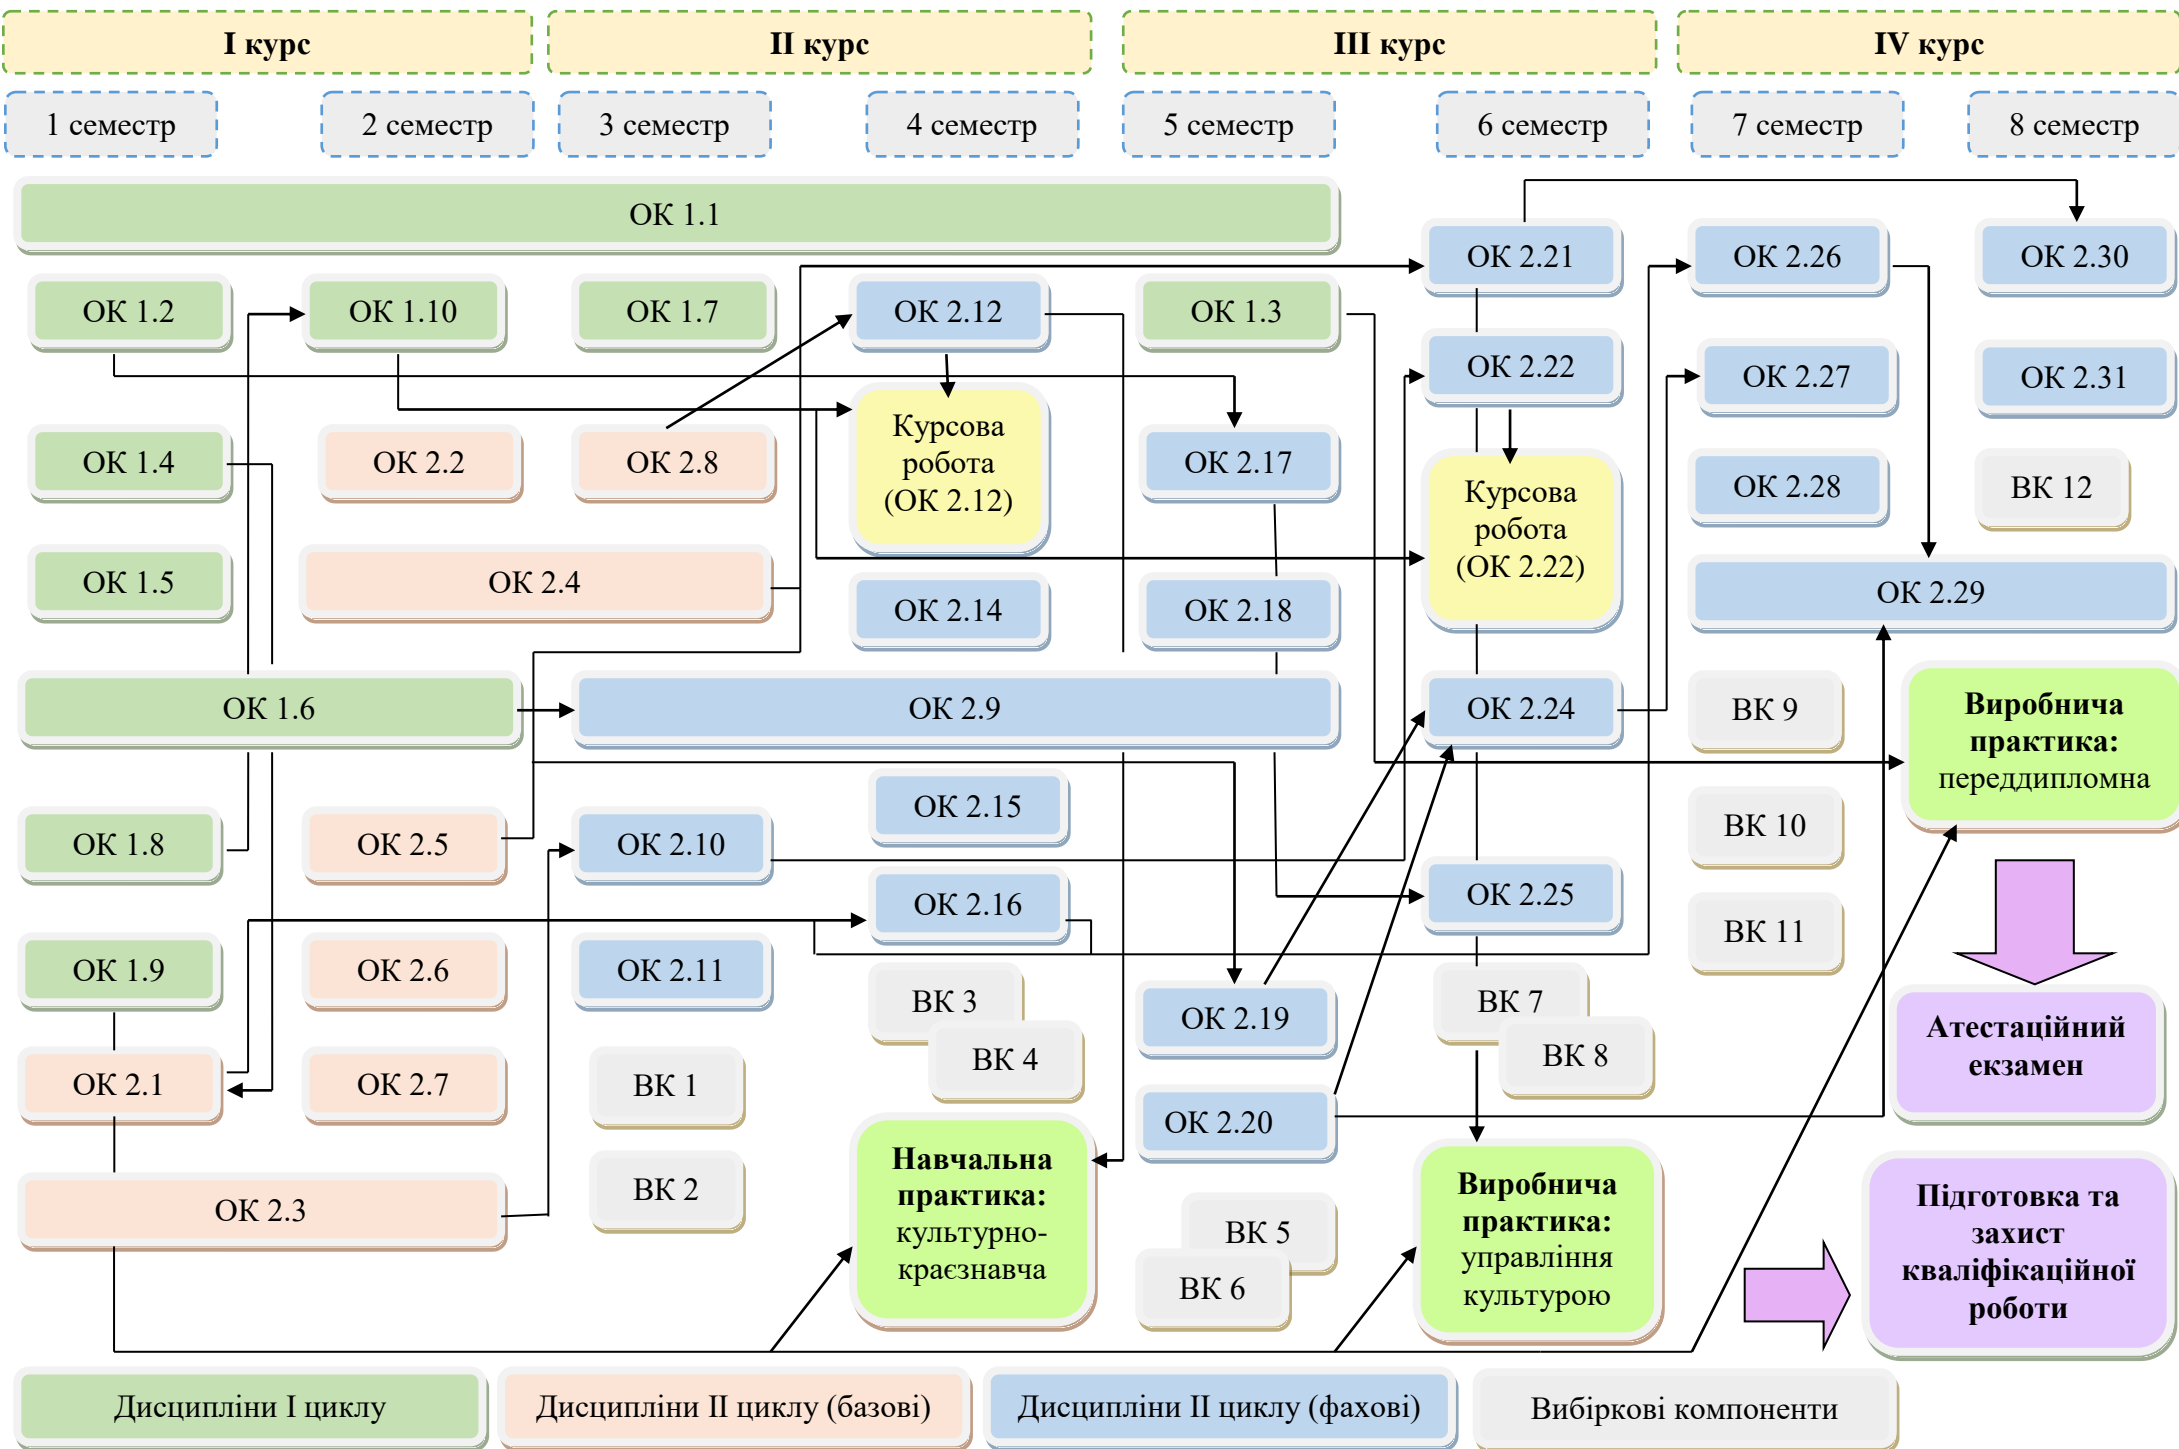 І курс
ІІ курс
ІІІ курс
IV курс
1 семестр
2 семестр
3 семестр
4 семестр
5 семестр
6 семестр
7 семестр
8 семестр
ОК 1.1
ОК 2.21
ОК 2.26
ОК 2.30
ОК 1.2
ОК 1.10
ОК 1.7
ОК 2.12
ОК 1.3
ОК 2.22
ОК 2.27
ОК 2.31
Курсова
робота
(ОК 2.12)
ОК 1.4
ОК 2.2
ОК 2.8
ОК 2.17
Курсова
робота
(ОК 2.22)
ОК 2.28
ВК 12
ОК 1.5
ОК 2.4
ОК 2.14
ОК 2.18
ОК 2.29
ОК 1.6
ОК 2.9
ОК 2.24
ВК 9
Виробнича
практика:
переддипломна
ОК 1.8
ОК 2.5
ОК 2.10
ОК 2.15
ВК 10
ОК 2.16
ОК 2.25
ВК 11
ОК 1.9
ОК 2.6
ОК 2.11
ВК 3
ВК 4
ОК 2.19
ВК 7
ВК 8
Атестаційний
екзамен
ОК 2.1
ОК 2.7
ВК 1
ОК 2.20
Навчальна
практика:
культурно-
краєзнавча
Виробнича
практика:
управління
культурою
ВК 2
ОК 2.3
ВК 5
ВК 6
Підготовка та
захист
кваліфікаційної
роботи
Дисципліни І циклу
Дисципліни ІІ циклу (базові)
Дисципліни ІІ циклу (фахові)
Вибіркові компоненти